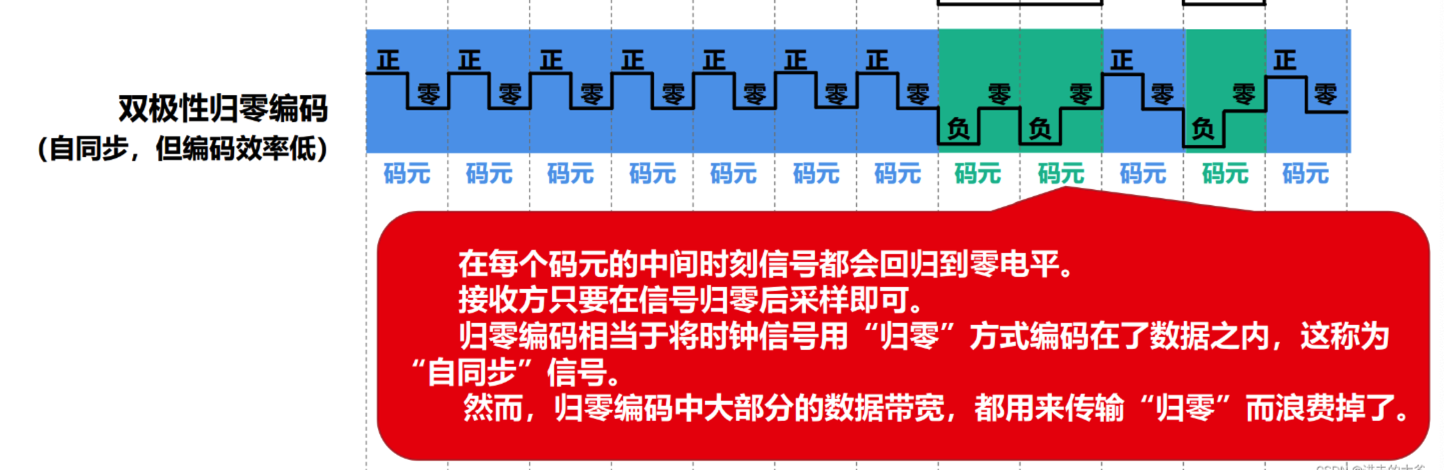 正 正 正 正 正 正 正 正 正
双极性归零编码 零 零 零 零 零 零 零 零 零 零 零 零
(自同步，但编码效率低) 负 负 负
码元 码元 码元 码元 码元 码元 码元 码元 码元 码元 码元 码元
在每个码元的中间时刻信号都会回归到零电平。
接收方只要在信号归零后采样即可。
归零编码相当于将时钟信号用“归零”方式编码在了数据之内，这称为
“自同步”信号。
然而，归零编码中大部分的数据带宽，都用来传输“归零”而浪费掉了。